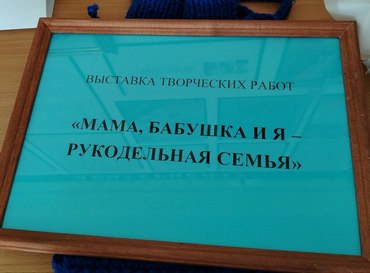 ВЫСТАВКА ТВОРЧЕСКИХ РАБОТ
«МАМА, БАБУШКА И Я –
РУКОДЕЛЬНАЯ СЕМЬЯ»